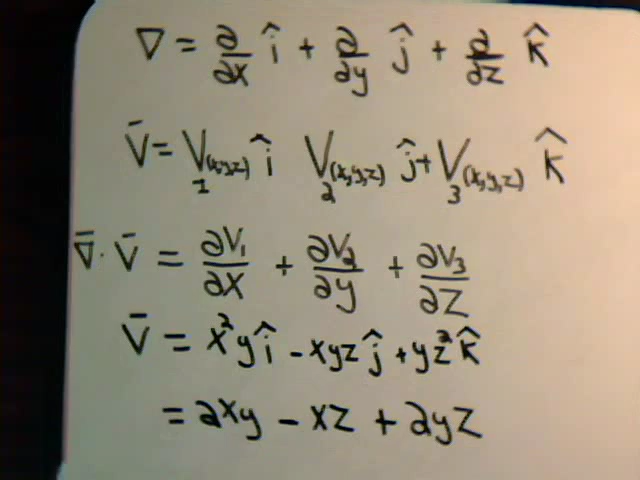 ∇ = ∂/∂x î + ∂/∂y ĵ + ∂/∂z k̂
V̄ = V₁(x,y,z) î V₂(x,y,z) ĵ + V₃(x,y,z) k̂
∇̄ · V̄ = ∂V₁/∂x + ∂V₂/∂y + ∂V₃/∂z
V̄ = x²y î - xyz ĵ + yz² k̂
= 2xy - xz + 2yz